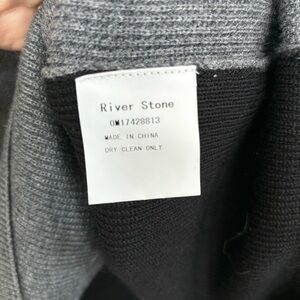 River Stone
OM17428813
MADE IN CHINA
DRY CLEAN ONLY